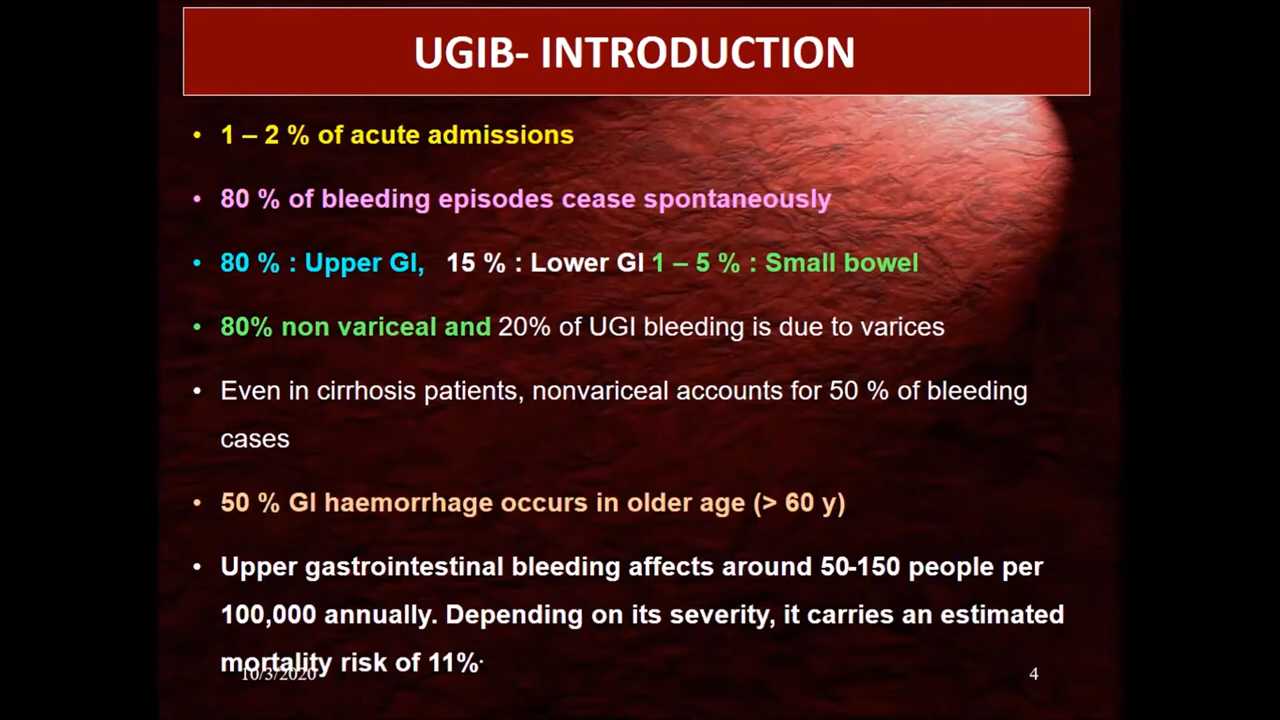 UGIB- INTRODUCTION
• 1 – 2 % of acute admissions
• 80 % of bleeding episodes cease spontaneously
• 80 % : Upper GI, 15 % : Lower GI 1 – 5 % : Small bowel
• 80% non variceal and 20% of UGI bleeding is due to varices
• Even in cirrhosis patients, nonvariceal accounts for 50 % of bleeding
cases
• 50 % GI haemorrhage occurs in older age (> 60 y)
• Upper gastrointestinal bleeding affects around 50-150 people per
100,000 annually. Depending on its severity, it carries an estimated
mortality risk of 11%.
10/3/2020 4